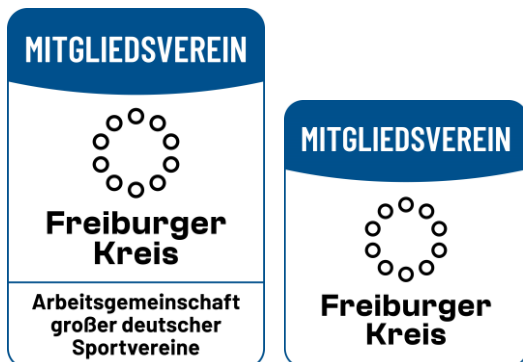 MITGLIEDSVEREIN
Freiburger
Kreis
Arbeitsgemeinschaft
großer deutscher
Sportvereine
MITGLIEDSVEREIN
Freiburger
Kreis